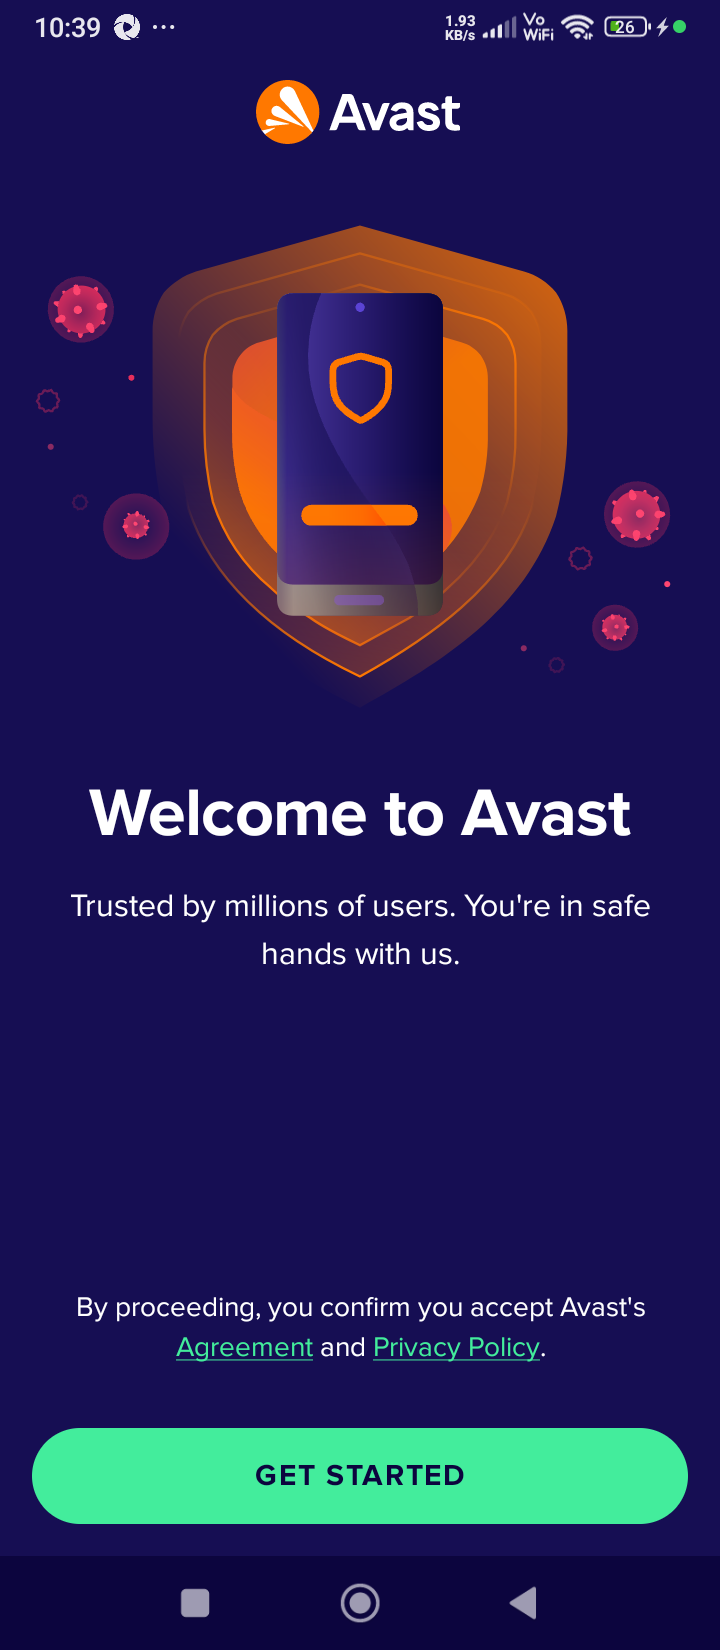 10:39
1.93
KB/s
Vo
WiFi
26
Avast
Welcome to Avast
Trusted by millions of users. You're in safe
hands with us.
By proceeding, you confirm you accept Avast's
Agreement and Privacy Policy.
GET STARTED